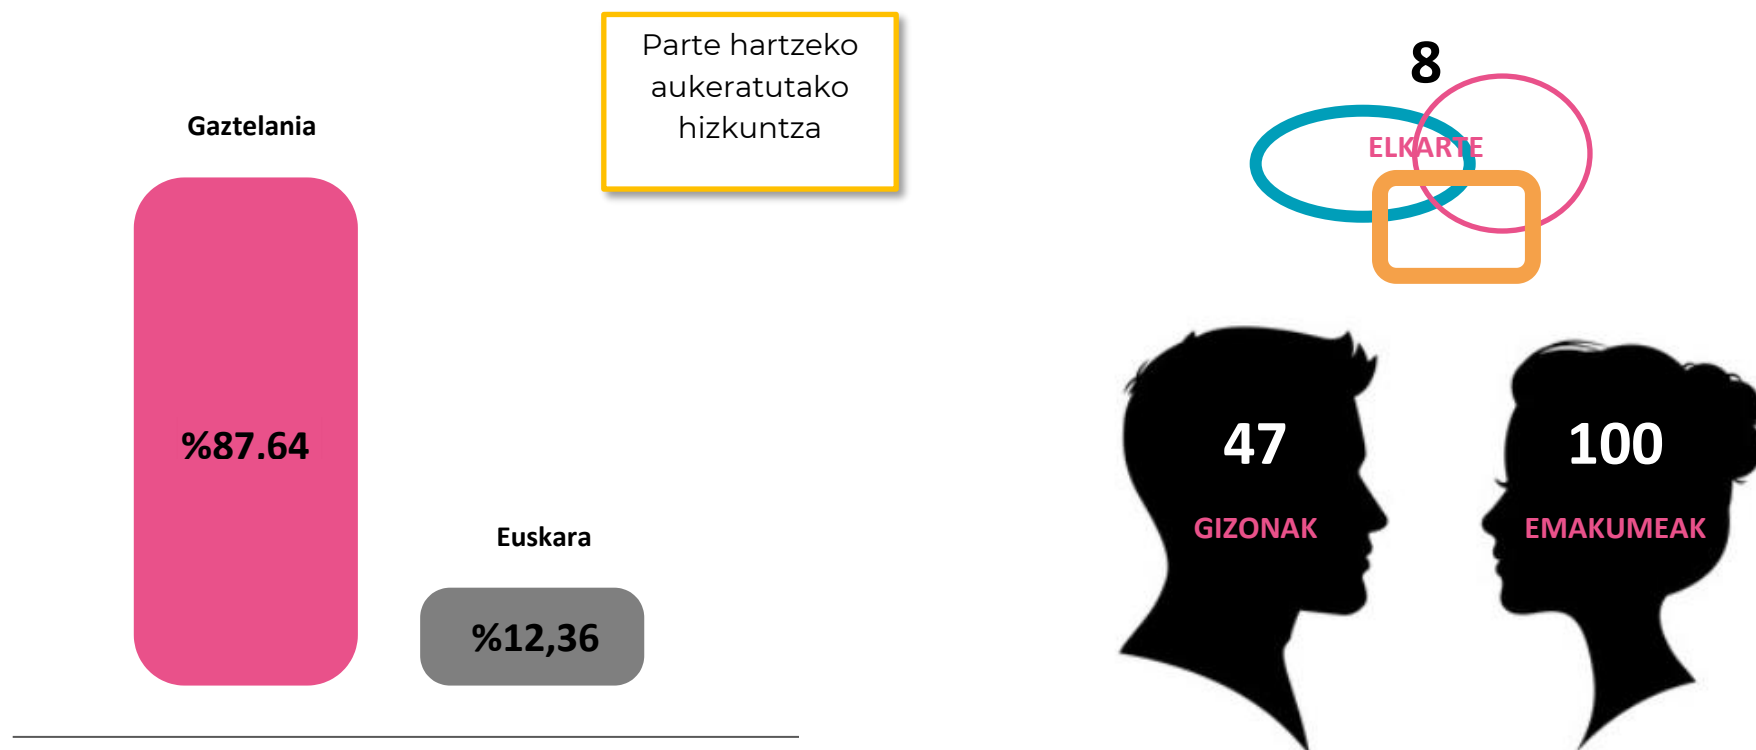 Parte hartzeko
aukeratutako
hizkuntza
Gaztelania
%87.64
Euskara
%12,36
8
ELKARTE
47
GIZONAK
100
EMAKUMEAK